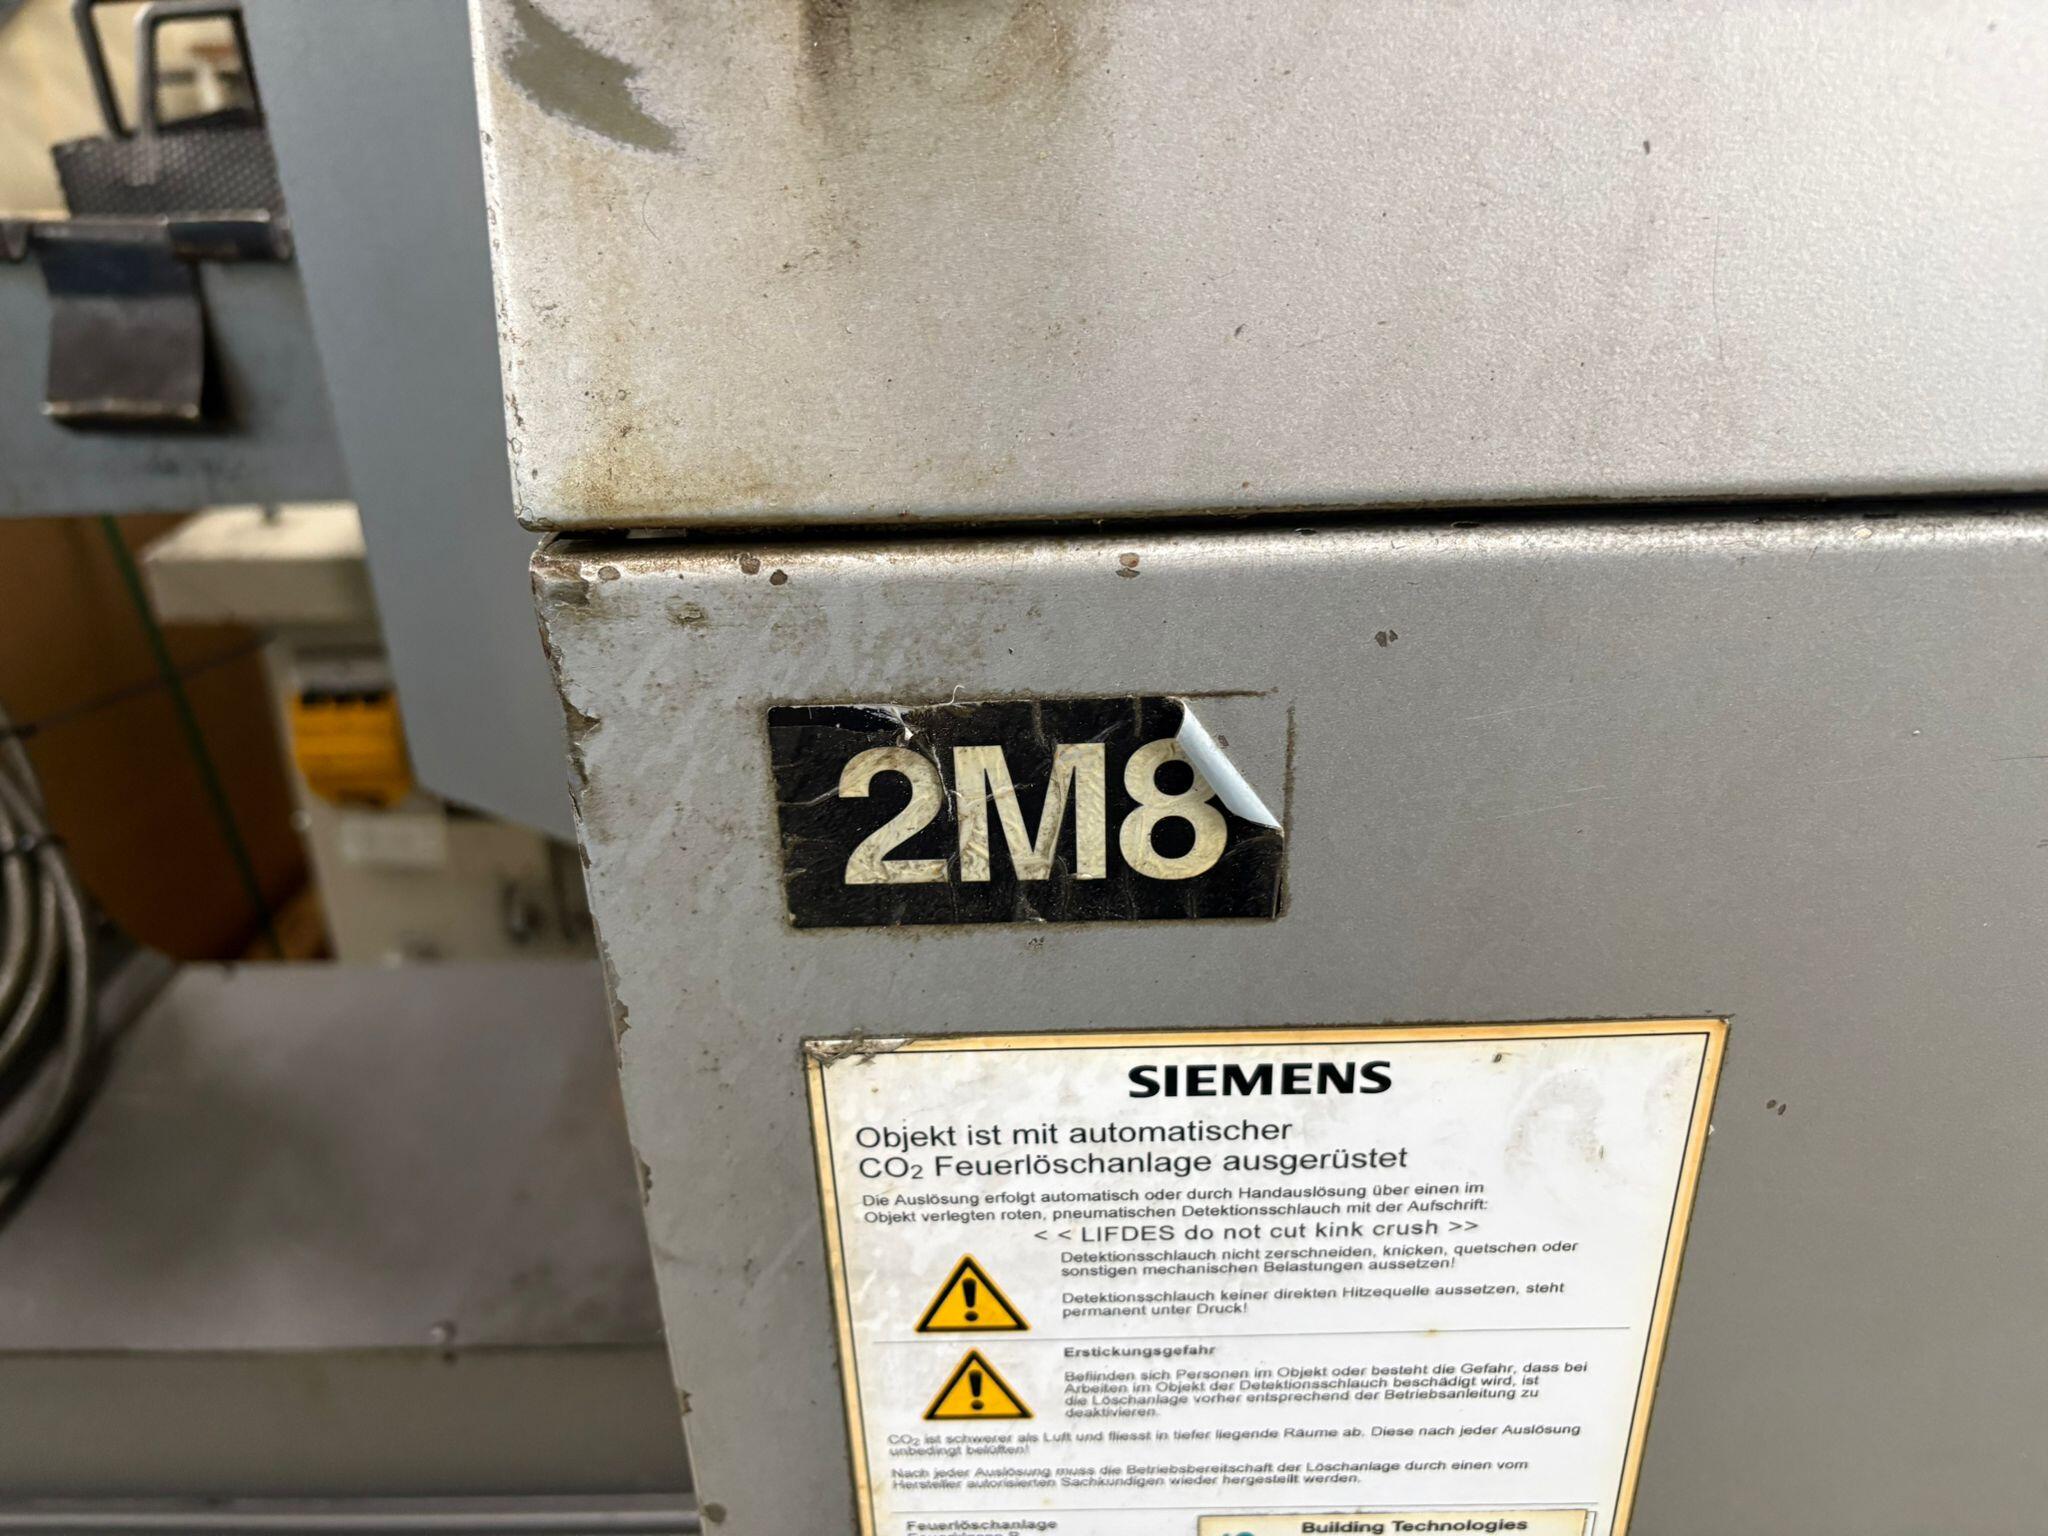 2M8
SIEMENS
Objekt ist mit automatischer
CO₂ Feuerlöschanlage ausgerüstet
Die Auslösung erfolgt automatisch oder durch Handauslösung über einen im
Objekt verlegten roten, pneumatischen Detektionsschlauch mit der Aufschrift:
< < LIFDES do not cut kink crush >>
Detektionsschlauch nicht zerschneiden, knicken, quetschen oder
sonstigen mechanischen Belastungen aussetzen!
Detektionsschlauch keiner direkten Hitzequelle aussetzen, steht
permanent unter Druck!
Erstickungsgefahr
Befinden sich Personen im Objekt oder besteht die Gefahr, dass bei
Arbeiten im Objekt der Detektionsschlauch beschädigt wird, ist
die Löschanlage vorher entsprechend der Betriebsanleitung zu
deaktivieren.
CO₂ ist schwerer als Luft und fliesst in tiefer liegende Räume ab. Diese nach jeder Auslösung
unbedingt belüften!
Nach jeder Auslösung muss die Betriebsbereitschaft der Löschanlage durch einen vom
Hersteller autorisierten Sachkundigen wieder hergestellt werden.
Feuerlöschanlage
Building Technologies